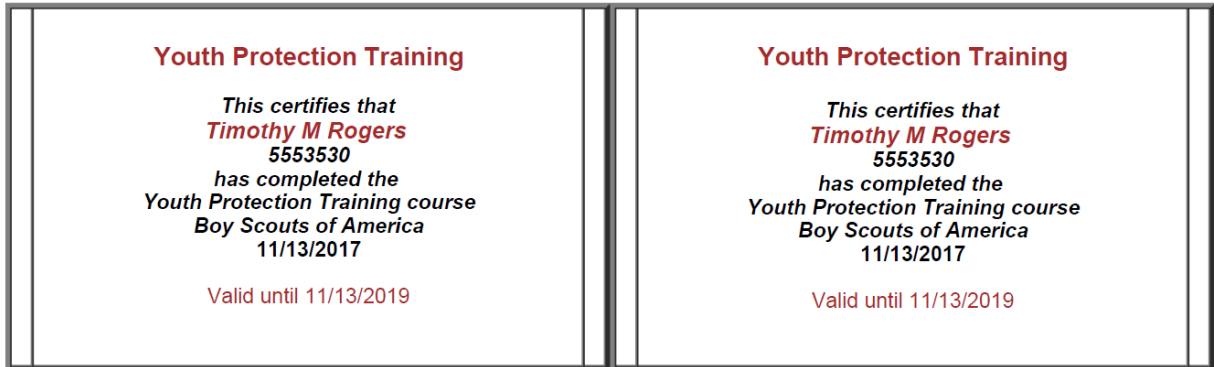 Youth Protection Training
This certifies that
Timothy M Rogers
5553530
has completed the
Youth Protection Training course
Boy Scouts of America
11/13/2017
Valid until 11/13/2019
Youth Protection Training
This certifies that
Timothy M Rogers
5553530
has completed the
Youth Protection Training course
Boy Scouts of America
11/13/2017
Valid until 11/13/2019